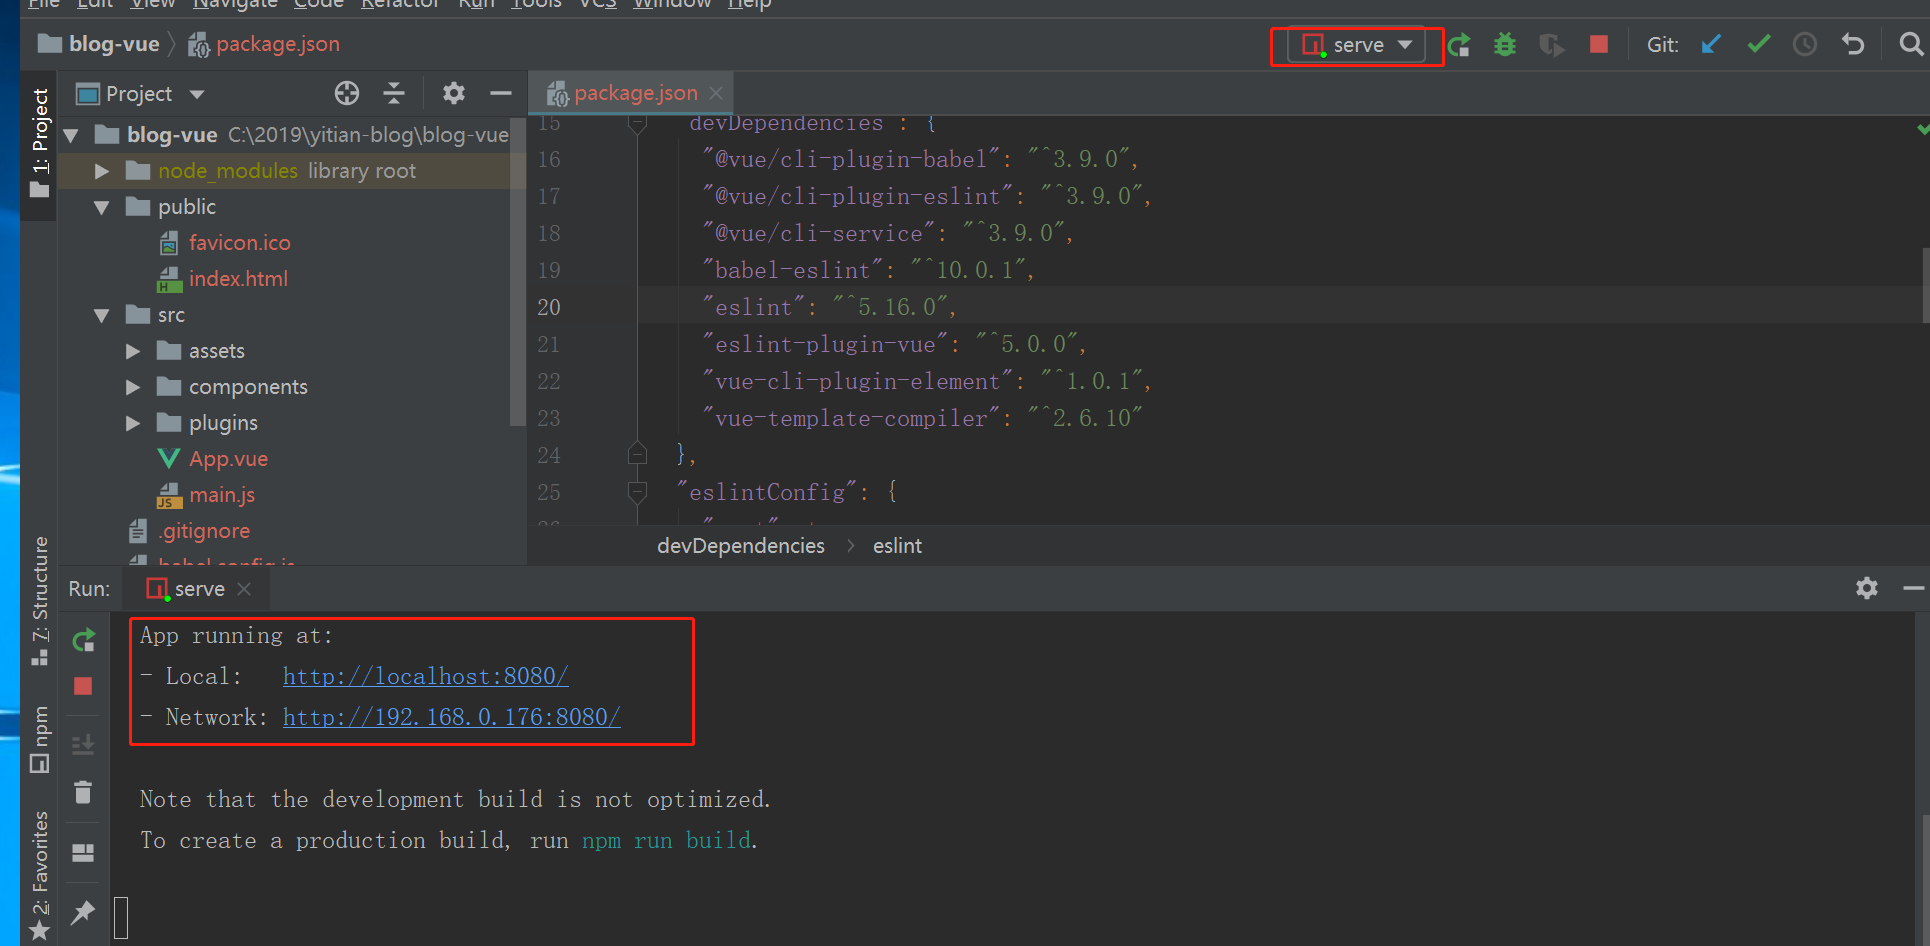 File Edit View Navigate Code Refactor Run Tools VCS Window Help
blog-vue package.json
serve
Git:
1: Project
Project
blog-vue C:\2019\yitian-blog\blog-vue
node_modules library root
public
favicon.ico
index.html
src
assets
components
plugins
App.vue
main.js
.gitignore
babel.config.js
package.json
15 devDependencies : {
16 "@vue/cli-plugin-babel": "^3.9.0",
17 "@vue/cli-plugin-eslint": "^3.9.0",
18 "@vue/cli-service": "^3.9.0",
19 "babel-eslint": "^10.0.1",
20 "eslint": "^5.16.0",
21 "eslint-plugin-vue": "^5.0.0",
22 "vue-cli-plugin-element": "^1.0.1",
23 "vue-template-compiler": "^2.6.10"
24 },
25 "eslintConfig": {
devDependencies eslint
7: Structure
npm
2: Favorites
Run: serve
App running at:
- Local: http://localhost:8080/
- Network: http://192.168.0.176:8080/
Note that the development build is not optimized.
To create a production build, run npm run build.